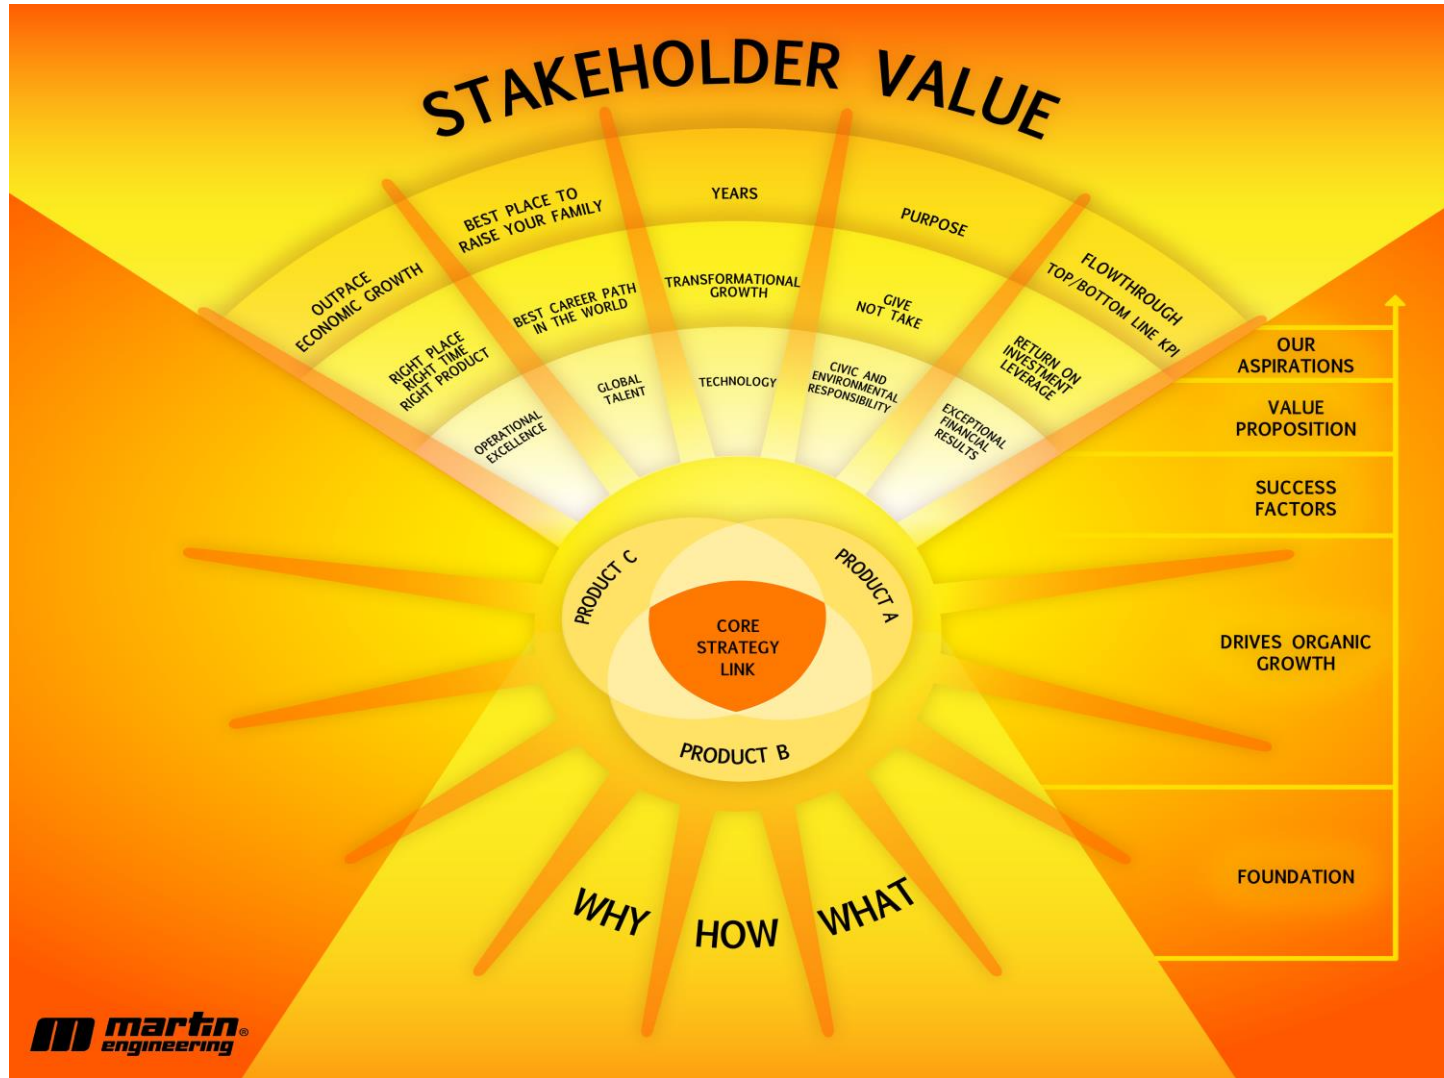 STAKEHOLDER VALUE
OUTPACE
ECONOMIC GROWTH
BEST PLACE TO
RAISE YOUR FAMILY
YEARS
PURPOSE
FLOWTHROUGH
TOP/BOTTOM LINE KPI
RIGHT PLACE
RIGHT TIME
RIGHT PRODUCT
BEST CAREER PATH
IN THE WORLD
TRANSFORMATIONAL
GROWTH
GIVE
NOT TAKE
RETURN ON
INVESTMENT
LEVERAGE
OPERATIONAL
EXCELLENCE
GLOBAL
TALENT
TECHNOLOGY
CIVIC AND
ENVIRONMENTAL
RESPONSIBILITY
EXCEPTIONAL
FINANCIAL
RESULTS
OUR
ASPIRATIONS
VALUE
PROPOSITION
SUCCESS
FACTORS
DRIVES ORGANIC
GROWTH
FOUNDATION
PRODUCT C
PRODUCT A
CORE
STRATEGY
LINK
PRODUCT B
WHY
HOW
WHAT
martin®
engineering